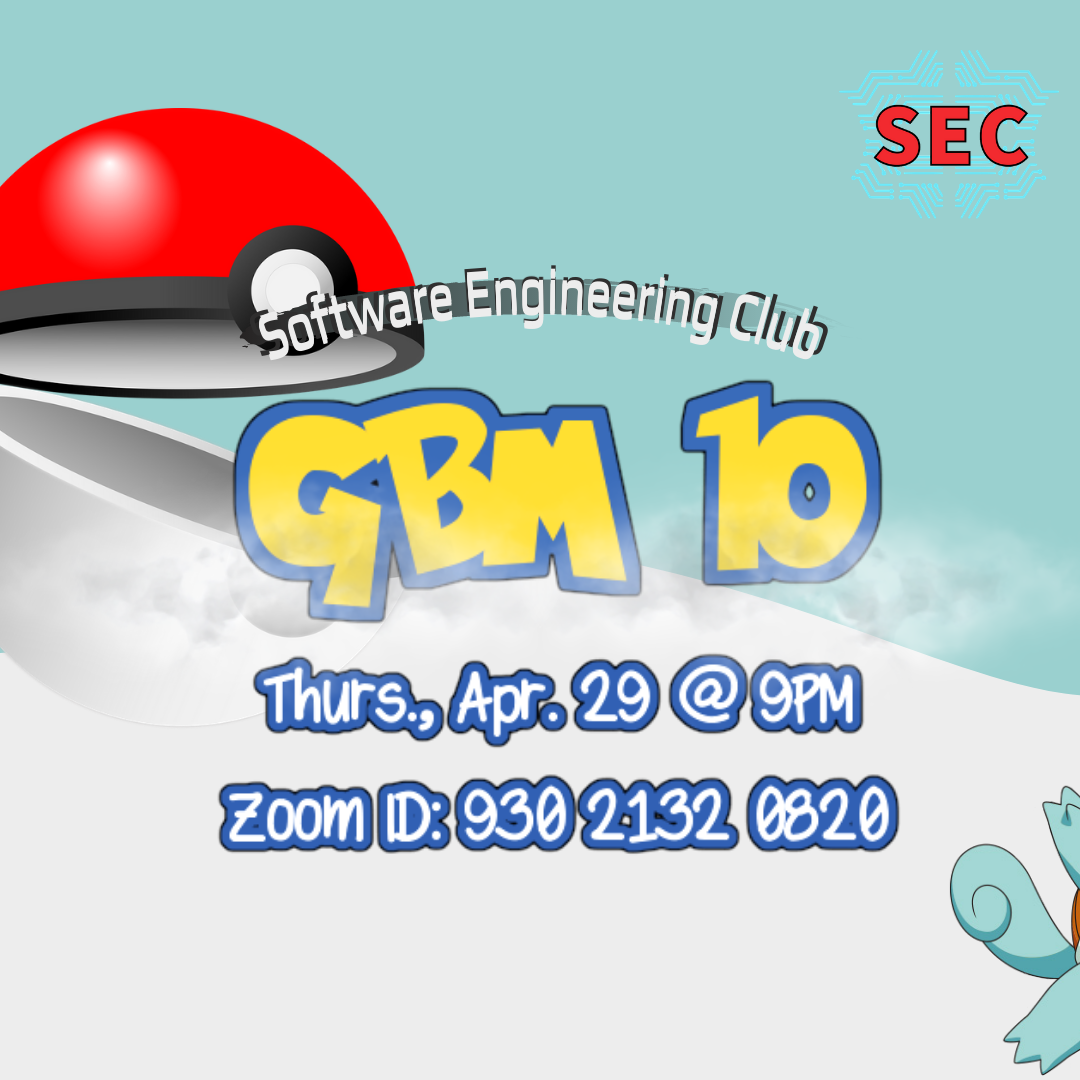 SEC
Software Engineering Club
GBM 10
Thurs., Apr. 29 @ 9PM
Zoom ID: 930 2132 0820